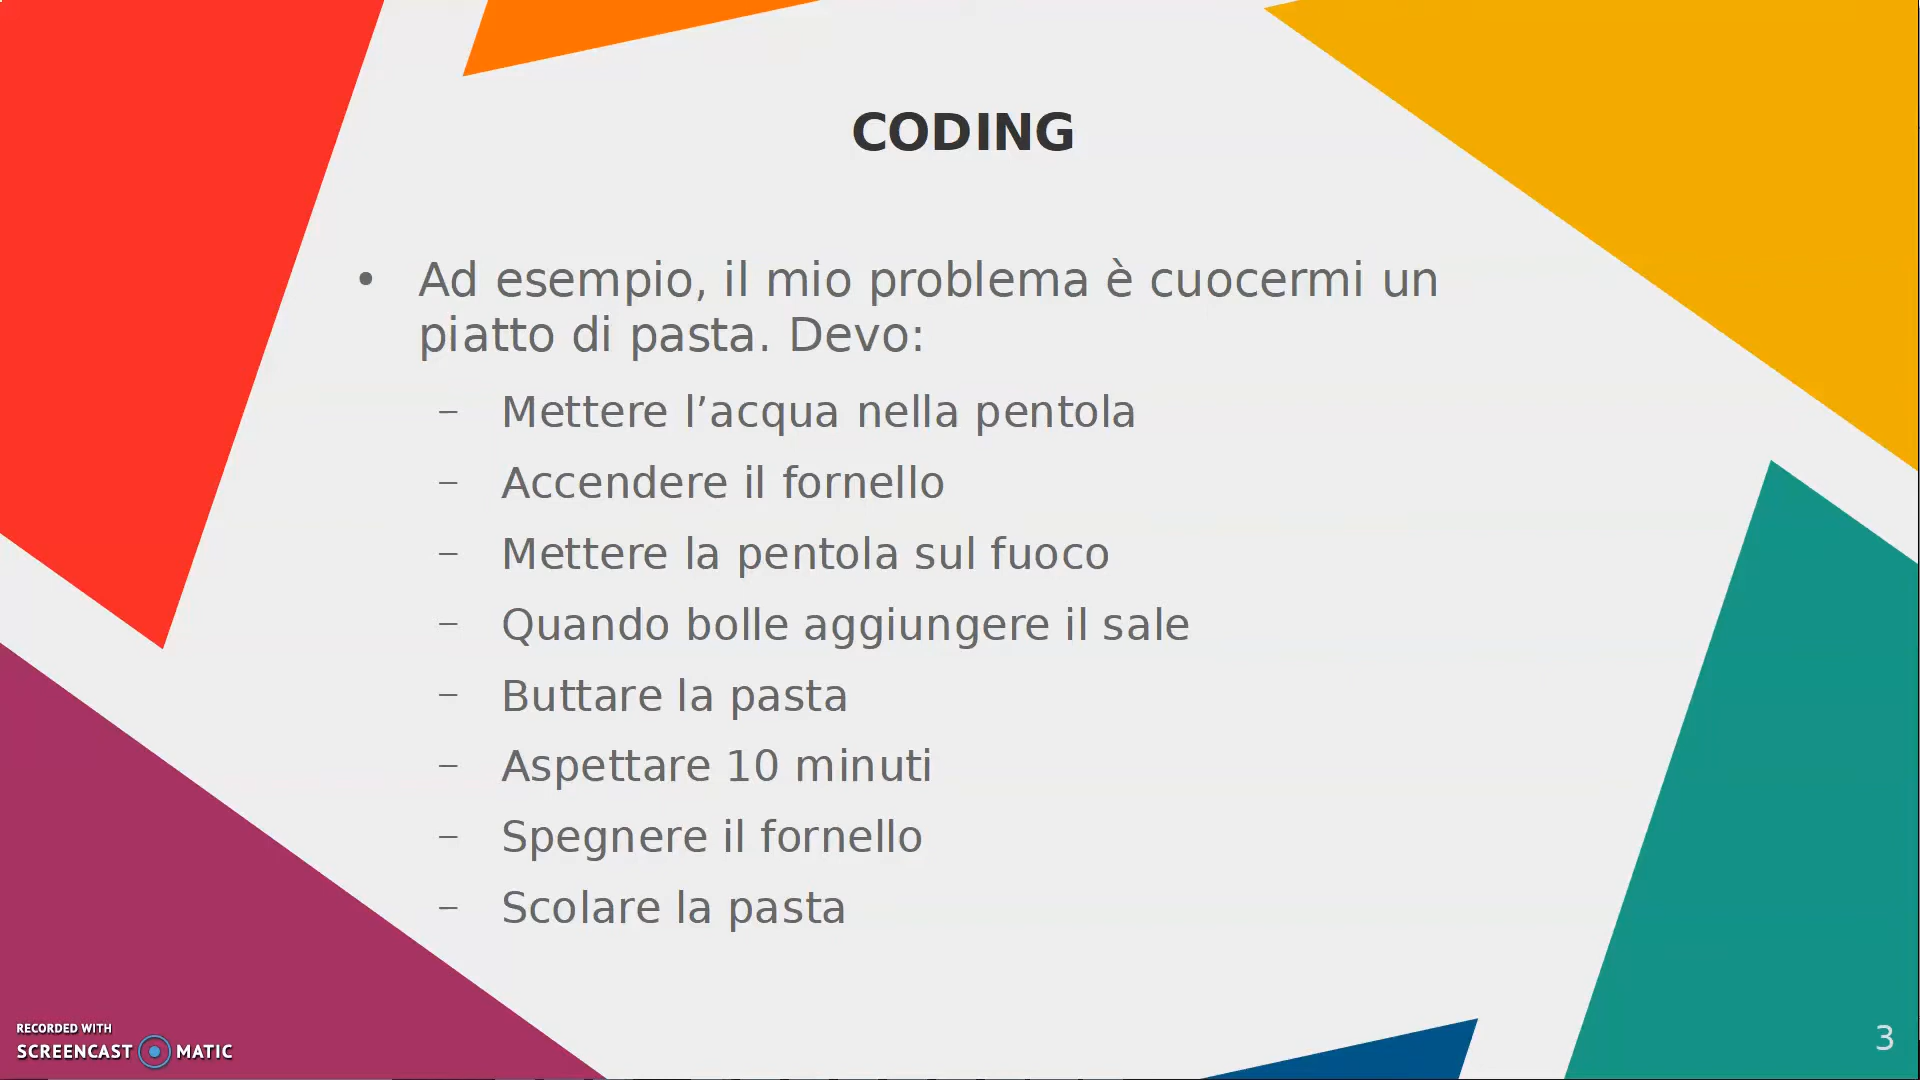 CODING
• Ad esempio, il mio problema è cuocermi un
piatto di pasta. Devo:
– Mettere l’acqua nella pentola
– Accendere il fornello
– Mettere la pentola sul fuoco
– Quando bolle aggiungere il sale
– Buttare la pasta
– Aspettare 10 minuti
– Spegnere il fornello
– Scolare la pasta
RECORDED WITH
SCREENCAST MATIC
3